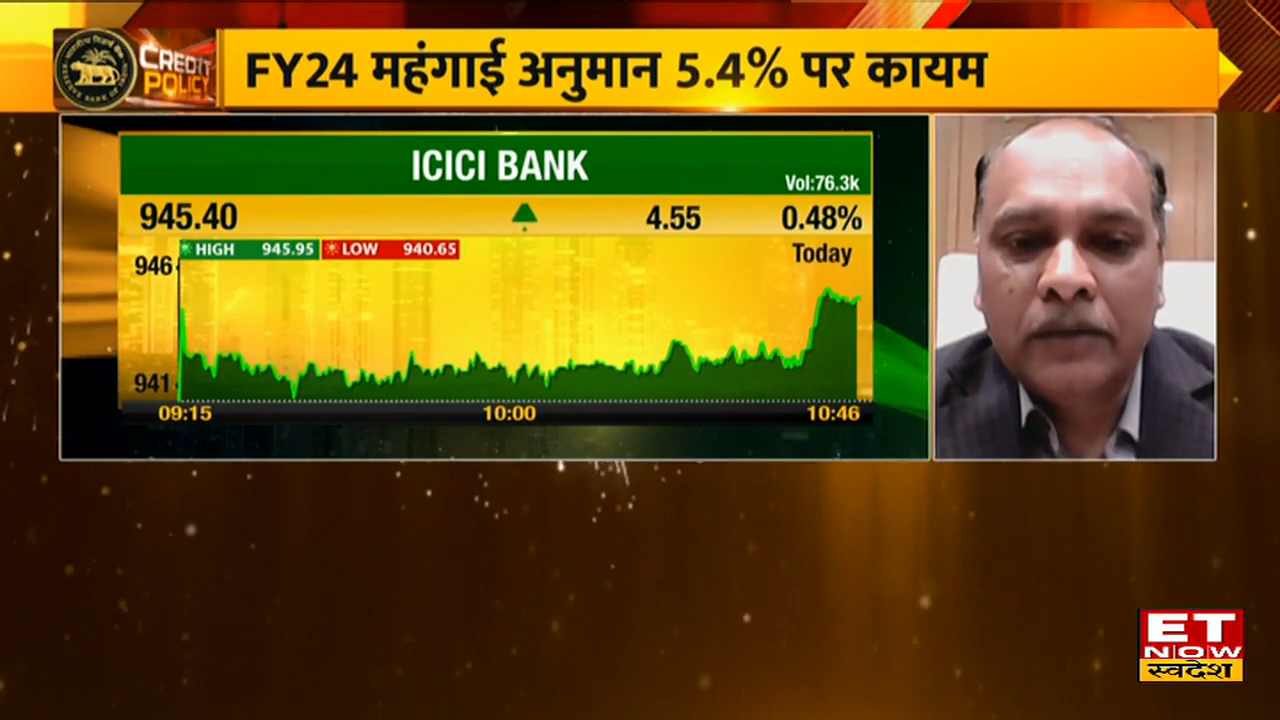 CREDIT
POLICY
FY24 महंगाई अनुमान 5.4% पर कायम
ICICI BANK
Vol:76.3k
945.40 4.55 0.48%
HIGH 945.95 LOW 940.65 Today
946
941
09:15 10:00 10:46
ET
NOW
स्वदेश